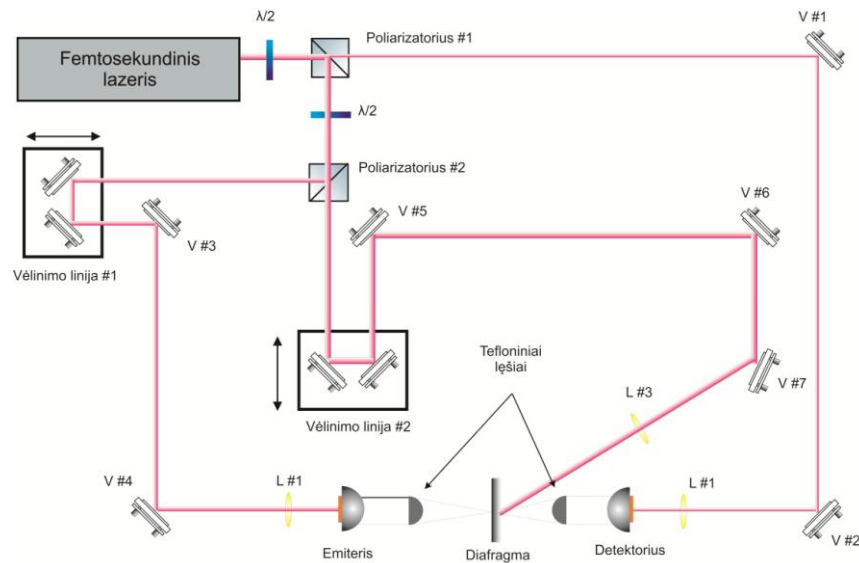 λ/2
Poliarizatorius #1
V #1
Femtosekundinis
lazeris
λ/2
Poliarizatorius #2
V #5
V #6
V #3
Vėlinimo linija #1
Tefloniniai
lęšiai
V #7
L #3
Vėlinimo linija #2
V #4
L #1
L #1
V #2
Emiteris
Diafragma
Detektorius